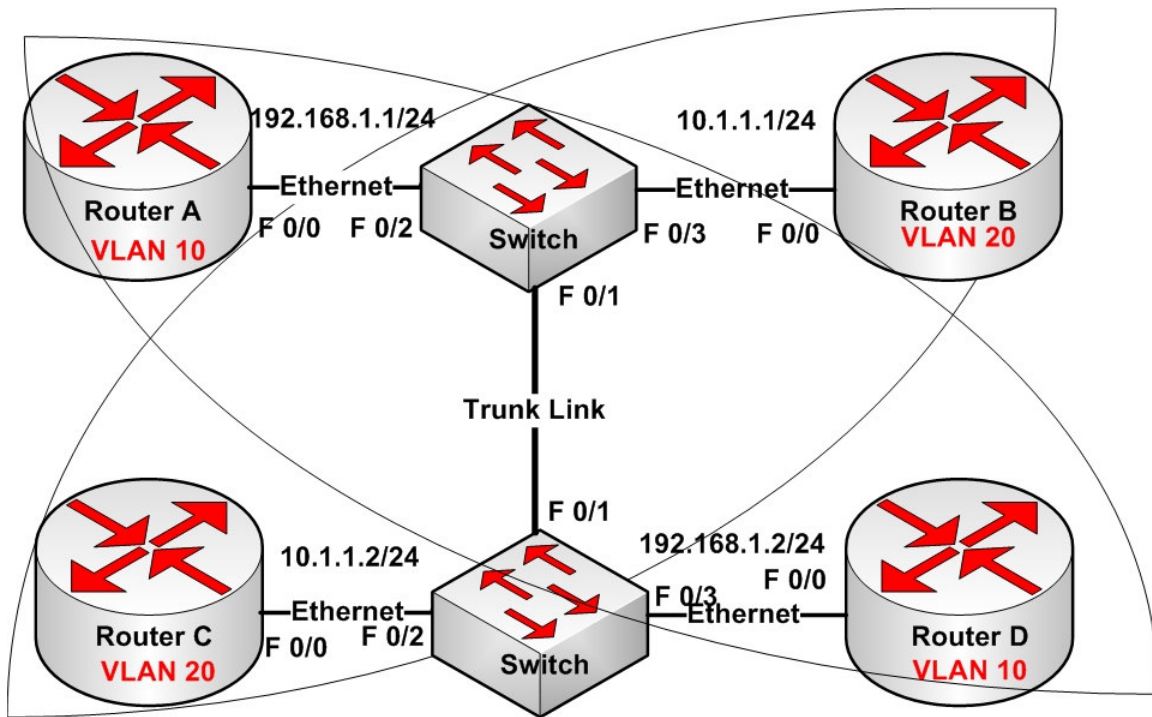 192.168.1.1/24
10.1.1.1/24
Ethernet
Ethernet
Router A
VLAN 10
F 0/0
F 0/2
Switch
F 0/3
F 0/0
Router B
VLAN 20
F 0/1
Trunk Link
F 0/1
10.1.1.2/24
192.168.1.2/24
F 0/0
F 0/3
Ethernet
Ethernet
Router C
VLAN 20
F 0/0
F 0/2
Switch
Router D
VLAN 10